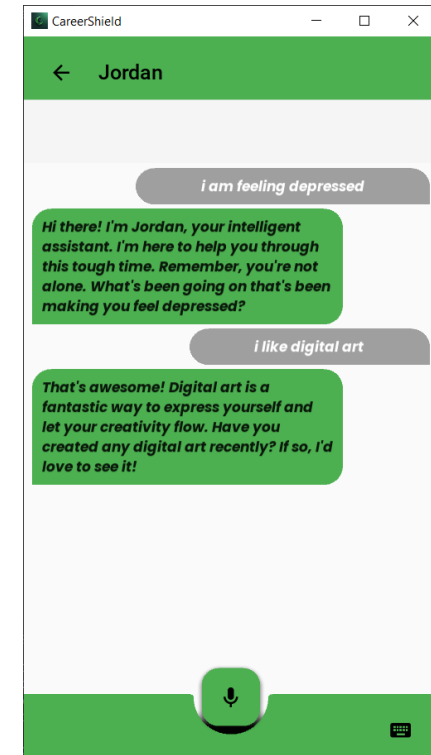 CareerShield
Jordan
i am feeling depressed
Hi there! I'm Jordan, your intelligent
assistant. I'm here to help you through
this tough time. Remember, you're not
alone. What's been going on that's been
making you feel depressed?
i like digital art
That's awesome! Digital art is a
fantastic way to express yourself and
let your creativity flow. Have you
created any digital art recently? If so, I'd
love to see it!